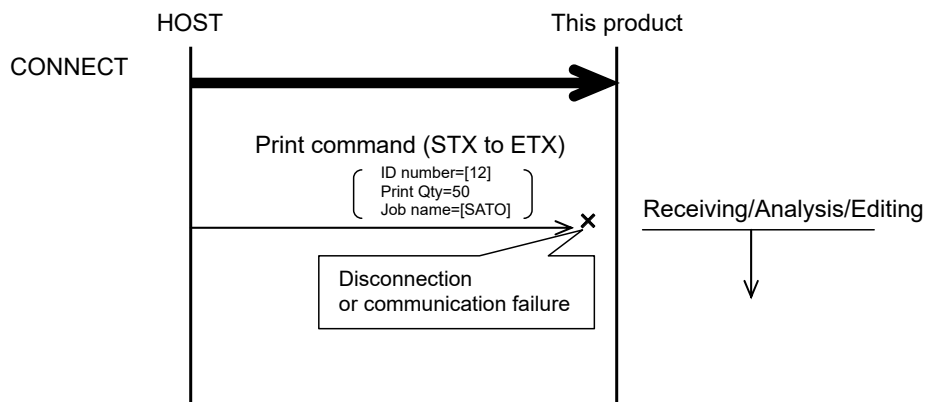 HOST
This product
CONNECT
Print command (STX to ETX)
ID number=[12]
Print Qty=50
Job name=[SATO]
Receiving/Analysis/Editing
Disconnection
or communication failure